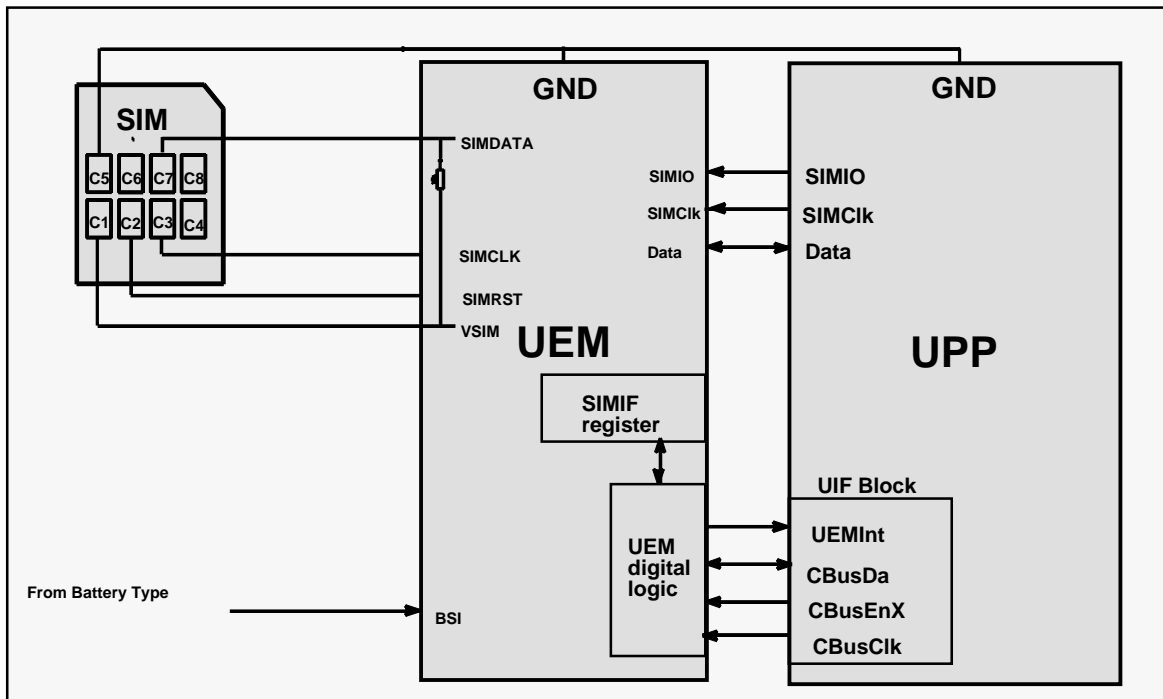 GND
GND
SIM
SIMDATA
C5 C6 C7 C8
SIMIO
SIMIO
C1 C2 C3 C4
SIMClk
SIMClk
SIMCLK
Data
Data
SIMRST
VSIM
UEM
UPP
SIMIF
register
UIF Block
UEMInt
UEM
digital
logic
CBusDa
CBusEnX
CBusClk
From Battery Type
BSI